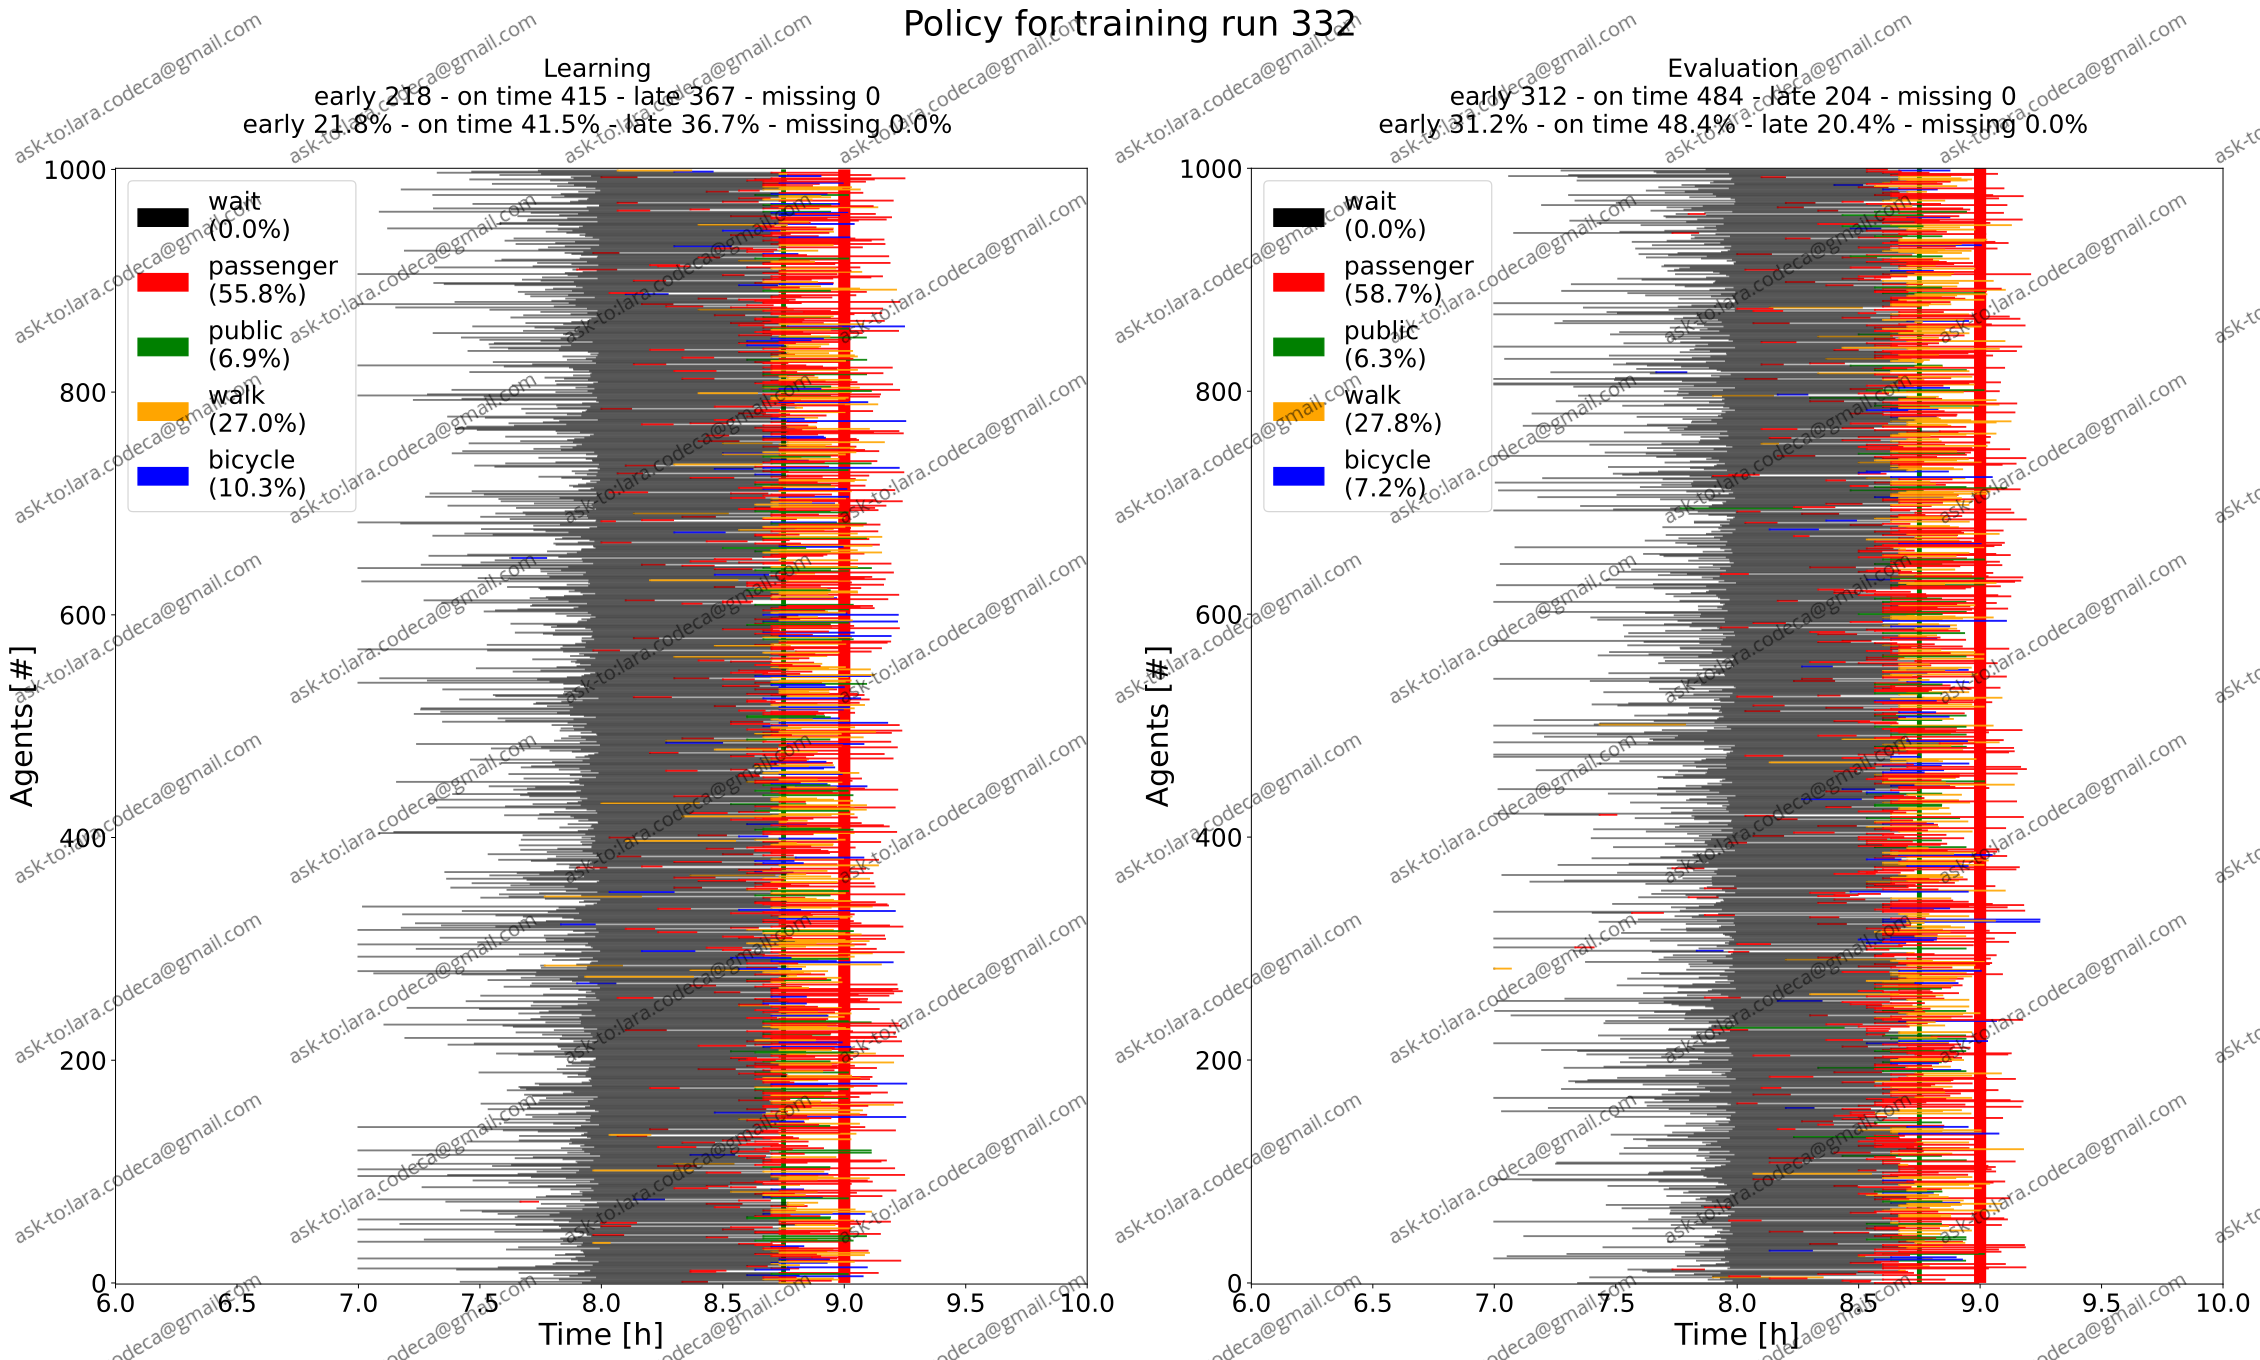 Policy for training run 332
Learning
early 218 - on time 415 - late 367 - missing 0
early 21.8% - on time 41.5% - late 36.7% - missing 0.0%
Evaluation
early 312 - on time 484 - late 204 - missing 0
early 31.2% - on time 48.4% - late 20.4% - missing 0.0%
wait
(0.0%)
passenger
(55.8%)
public
(6.9%)
walk
(27.0%)
bicycle
(10.3%)
Agents [#]
1000
800
600
400
200
0
6.0 6.5 7.0 7.5 8.0 8.5 9.0 9.5 10.0
Time [h]
wait
(0.0%)
passenger
(58.7%)
public
(6.3%)
walk
(27.8%)
bicycle
(7.2%)
Agents [#]
1000
800
600
400
200
0
6.0 6.5 7.0 7.5 8.0 8.5 9.0 9.5 10.0
Time [h]
ask-to:lara.codeca@gmail.com